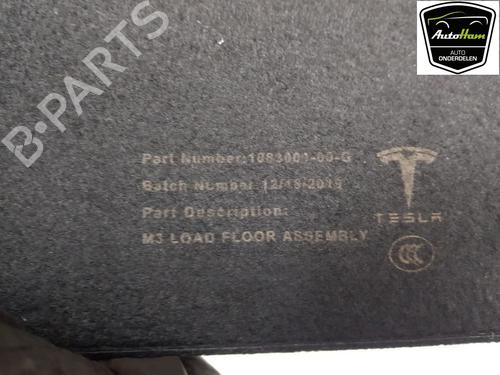 AutoHam
AUTO
ONDERDELEN
B-PARTS
Part Number:1083001-00-G
Batch Number 12/18/2019
Part Description:
M3 LOAD FLOOR ASSEMBLY
TESLA
CCC